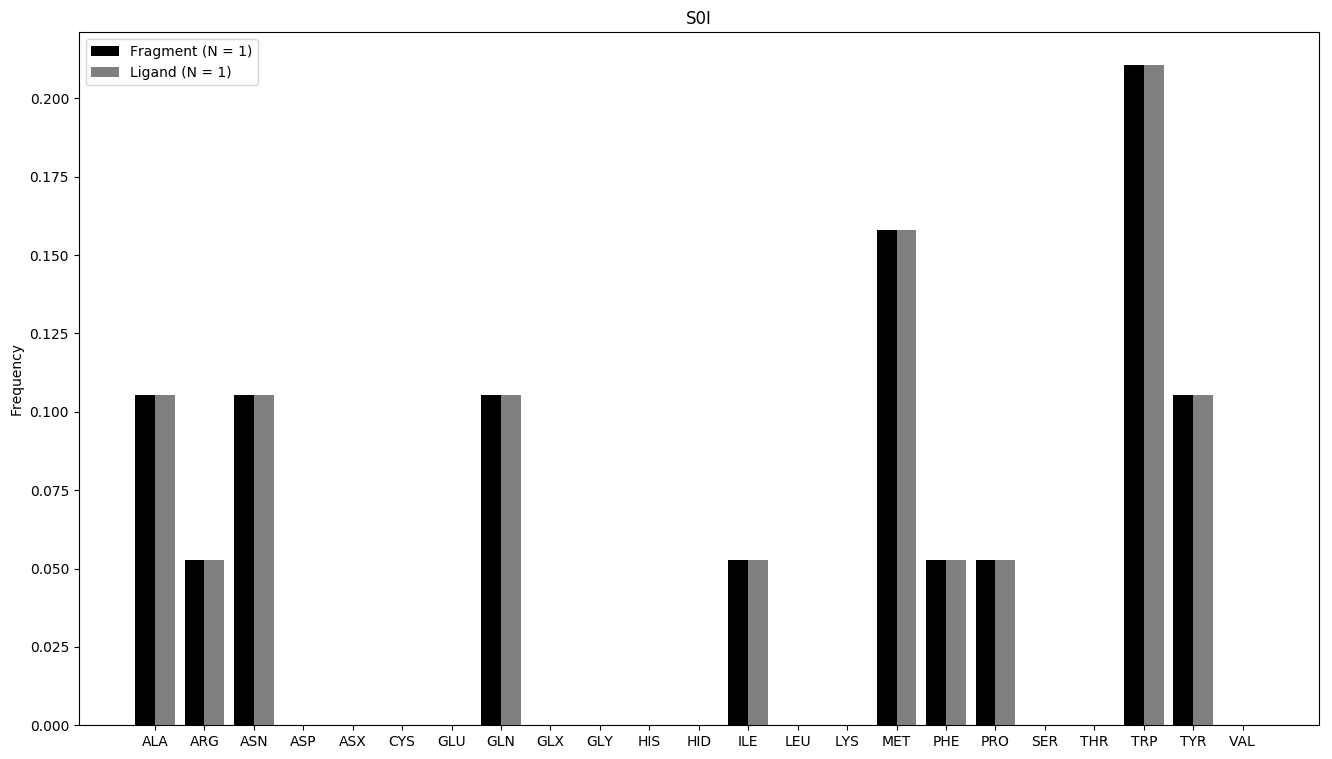 S0I
Fragment (N = 1)
Ligand (N = 1)
Frequency
0.200
0.175
0.150
0.125
0.100
0.075
0.050
0.025
0.000
ALA ARG ASN ASP ASX CYS GLU GLN GLX GLY HIS HID ILE LEU LYS MET PHE PRO SER THR TRP TYR VAL